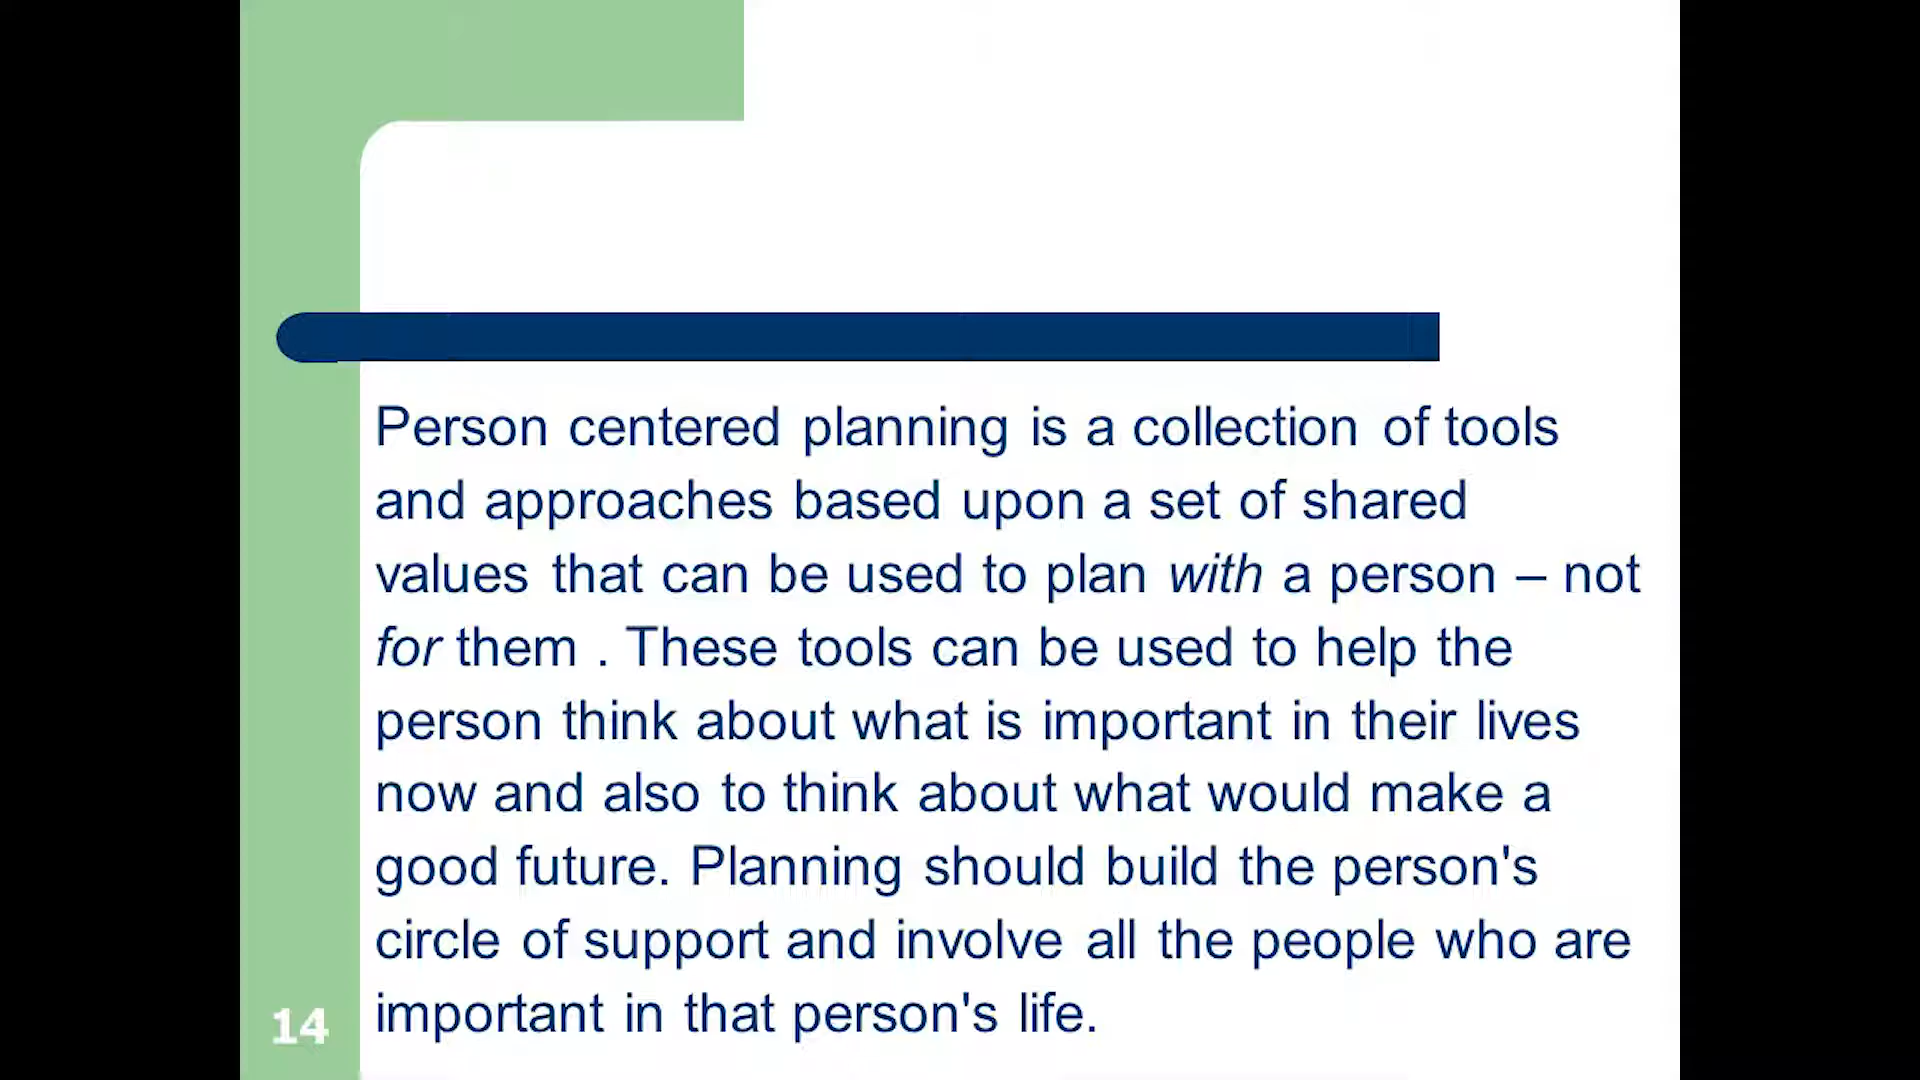 Person centered planning is a collection of tools
and approaches based upon a set of shared
values that can be used to plan with a person – not
for them . These tools can be used to help the
person think about what is important in their lives
now and also to think about what would make a
good future. Planning should build the person's
circle of support and involve all the people who are
important in that person's life.
14